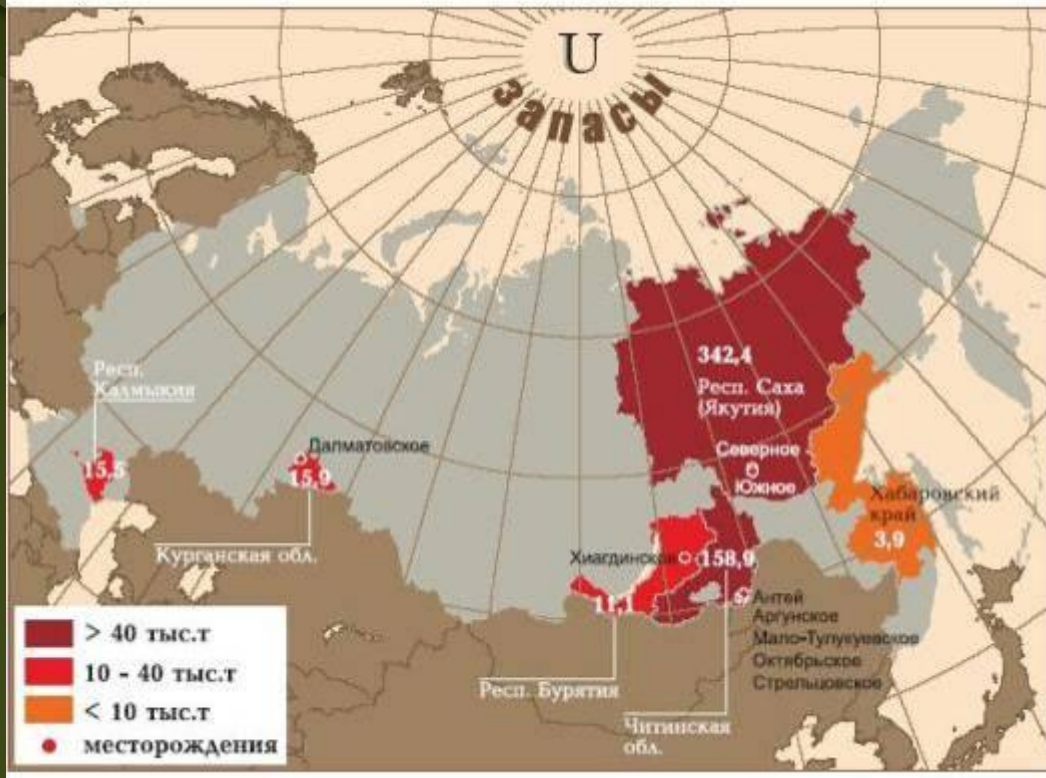 U
запасы
342,4
Респ. Саха
(Якутия)
Респ.
Калмыкия
15,5
Далматовское
15,9
Курганская обл.
Северное
Южное
Хабаровский
край
3,9
Хиагдинское
158,9
11,1
Антей
Аргунское
Мало-Тулукуевское
Октябрьское
Стрельцовское
Респ. Бурятия
Читинская
обл.
> 40 тыс.т
10 - 40 тыс.т
< 10 тыс.т
месторождения